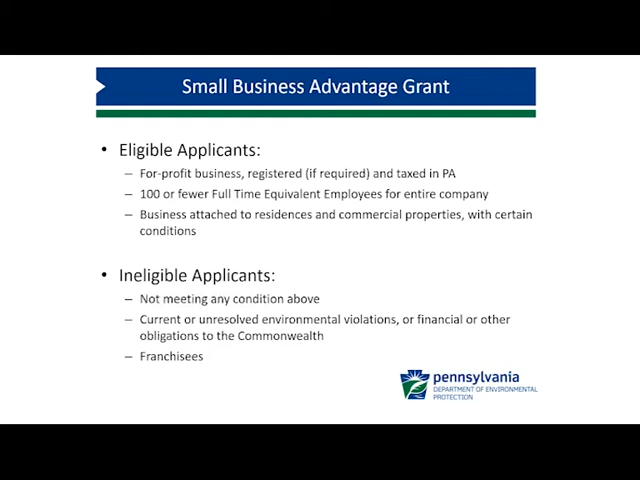 Small Business Advantage Grant
• Eligible Applicants:
– For-profit business, registered (if required) and taxed in PA
– 100 or fewer Full Time Equivalent Employees for entire company
– Business attached to residences and commercial properties, with certain
conditions
• Ineligible Applicants:
– Not meeting any condition above
– Current or unresolved environmental violations, or financial or other
obligations to the Commonwealth
– Franchisees
pennsylvania
DEPARTMENT OF ENVIRONMENTAL
PROTECTION